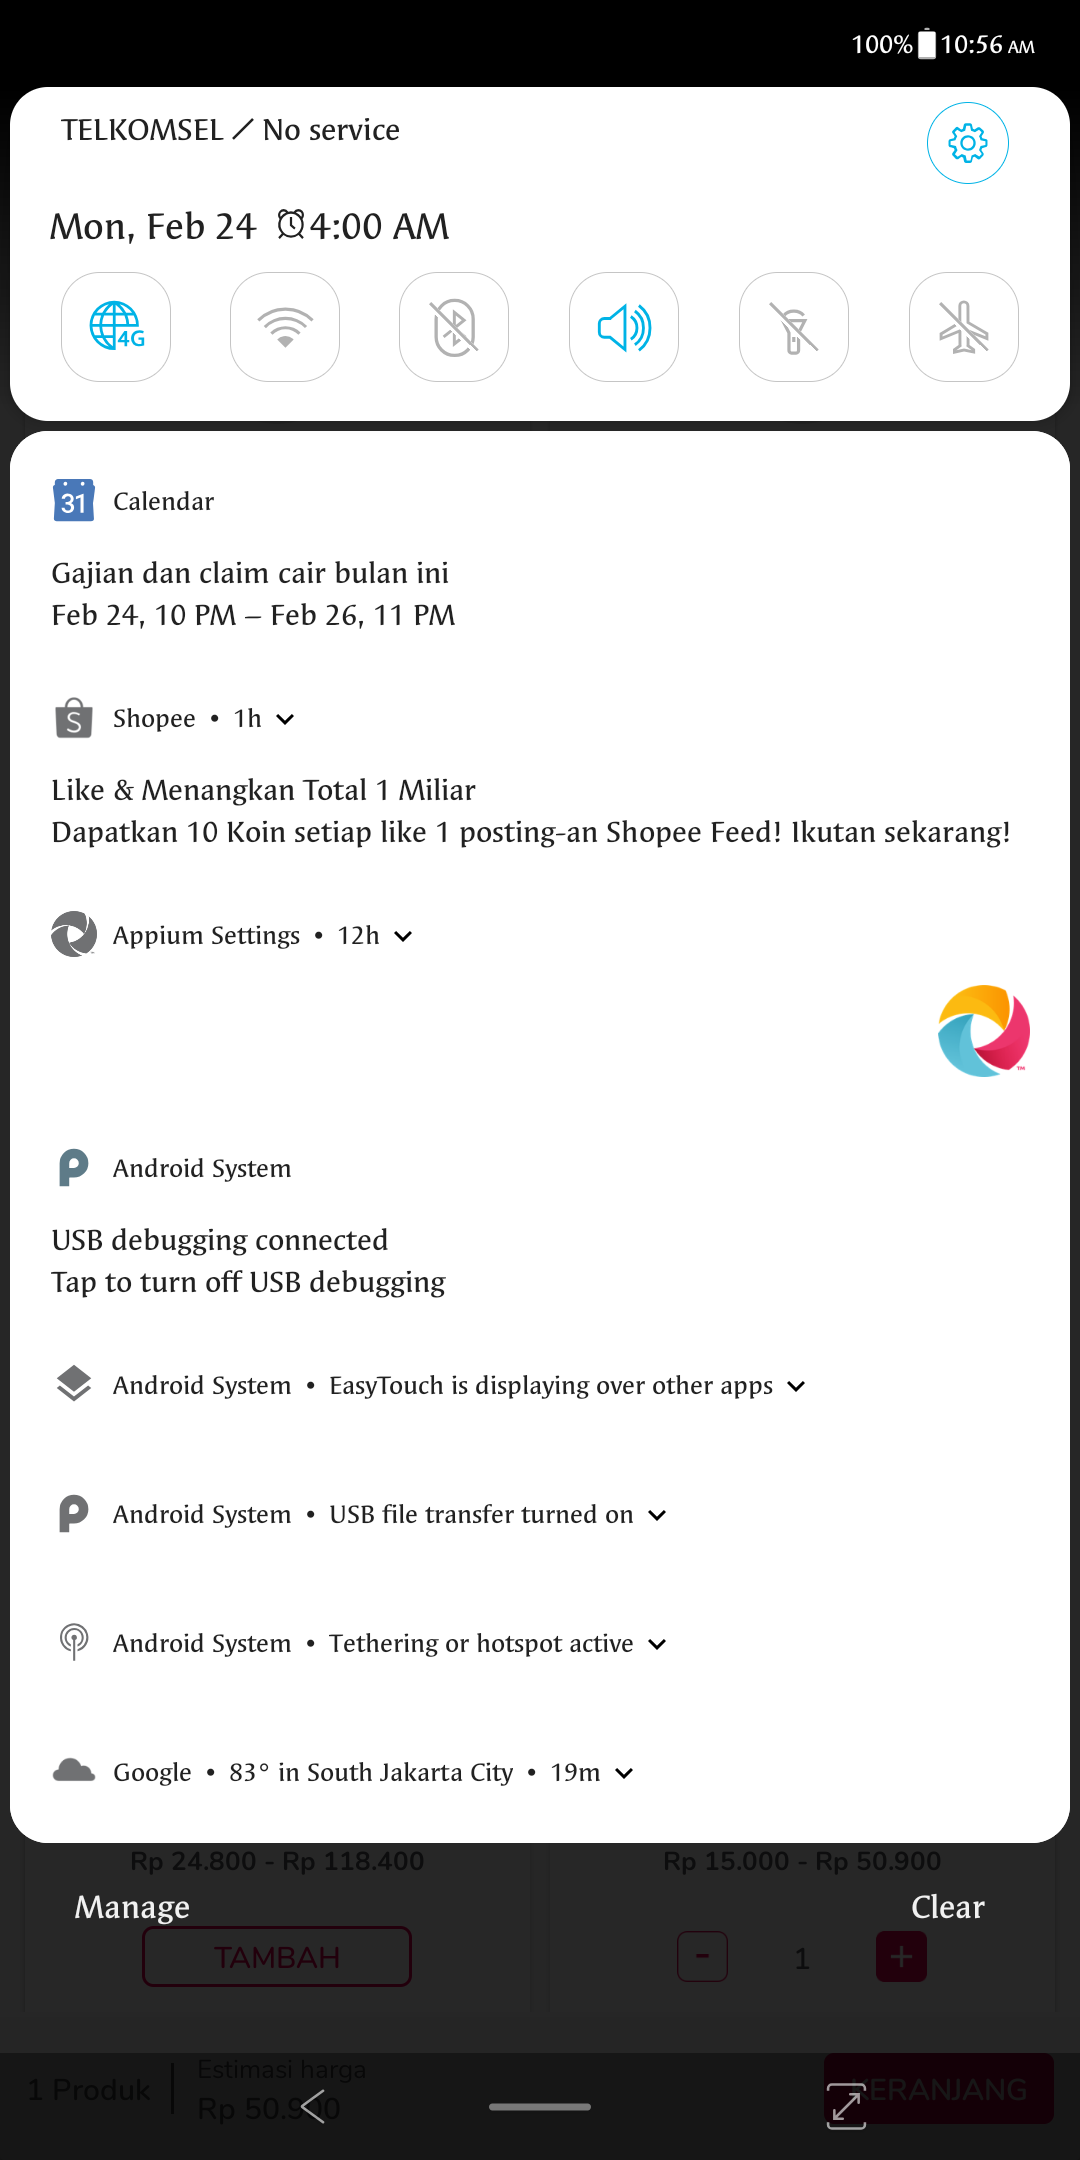 100% 10:56 AM
TELKOMSEL / No service
Mon, Feb 24 4:00 AM
4G
31 Calendar
Gajian dan claim cair bulan ini
Feb 24, 10 PM – Feb 26, 11 PM
S Shopee • 1h
Like & Menangkan Total 1 Miliar
Dapatkan 10 Koin setiap like 1 posting-an Shopee Feed! Ikutan sekarang!
Appium Settings • 12h
Android System
USB debugging connected
Tap to turn off USB debugging
Android System • EasyTouch is displaying over other apps
Android System • USB file transfer turned on
Android System • Tethering or hotspot active
Google • 83° in South Jakarta City • 19m
Rp 24.800 - Rp 118.400 Rp 15.000 - Rp 50.900
Manage Clear
TAMBAH - 1 +
Estimasi harga
1 Produk KERANJANG
Rp 50.900